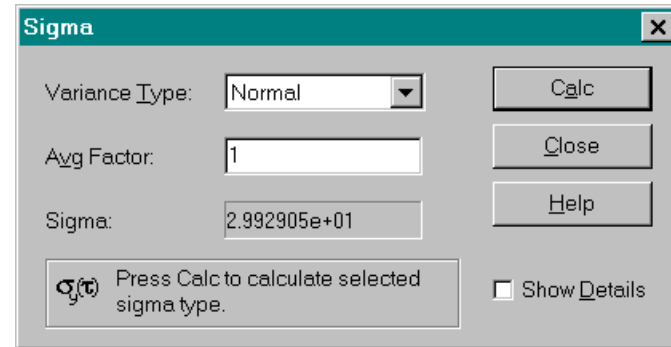 Sigma
Variance Type: Normal
Calc
Avg Factor: 1
Close
Sigma: 2.992905e+01
Help
σy(τ) Press Calc to calculate selected
sigma type.
Show Details